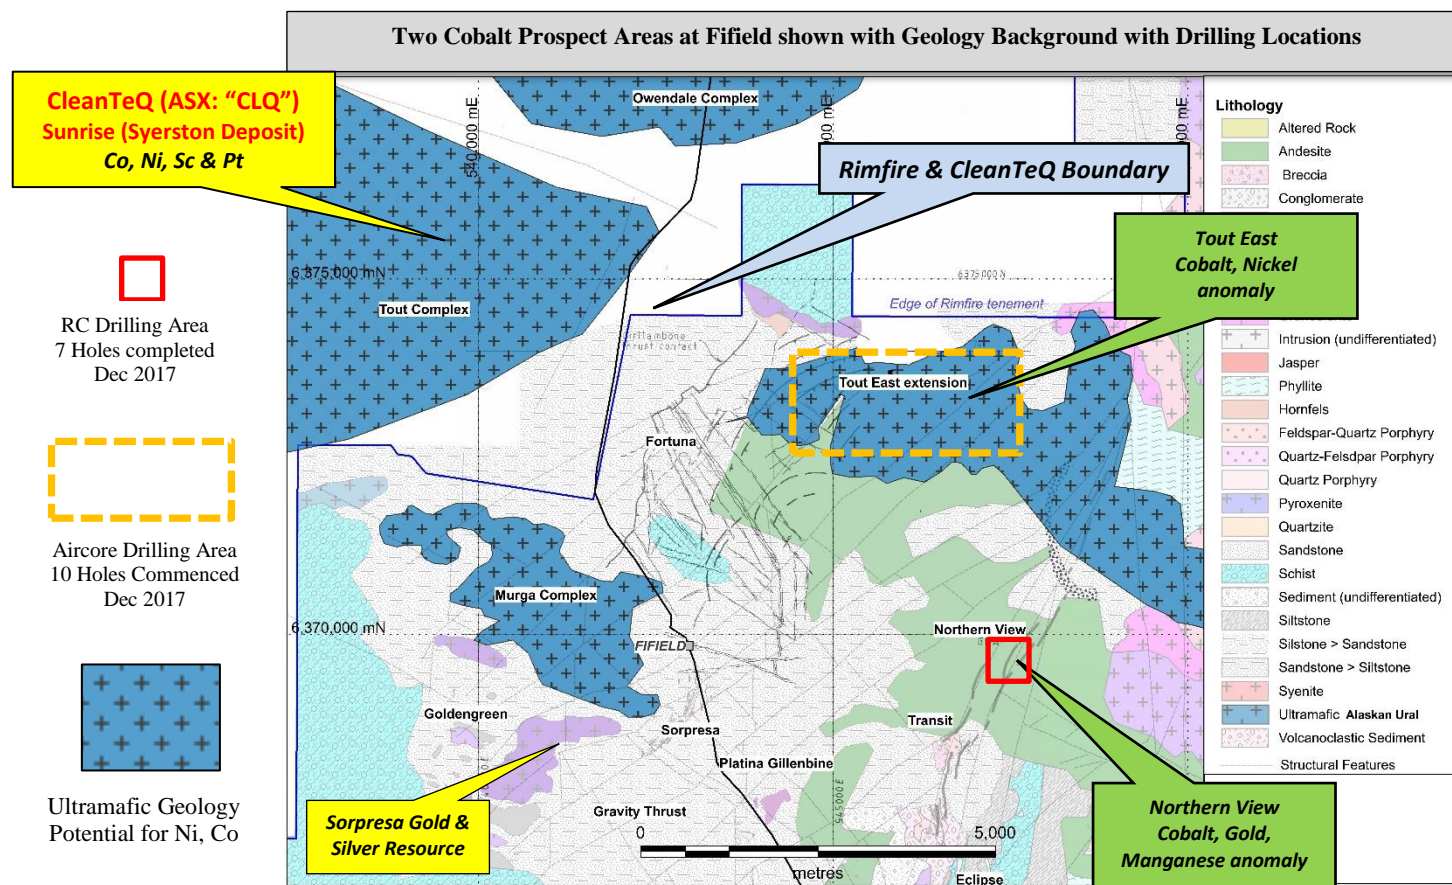 Two Cobalt Prospect Areas at Fifield shown with Geology Background with Drilling Locations
CleanTeQ (ASX: “CLQ”)
Sunrise (Syerston Deposit)
Co, Ni, Sc & Pt
RC Drilling Area
7 Holes completed
Dec 2017
Aircore Drilling Area
10 Holes Commenced
Dec 2017
Ultramafic Geology
Potential for Ni, Co
Owendale Complex
540,000 mE
mE
mE
Rimfire & CleanTeQ Boundary
Tout East
Cobalt, Nickel
anomaly
6,375,000 mN
6375000 N
Edge of Rimfire tenement
Tout Complex
thrust contact
Tout East extension
Fortuna
Murga Complex
6,370,000 mN
FIFIELD
Northern View
Goldengreen
Sorpresa
Transit
Platina Gillenbine
Gravity Thrust
545000E
0
5,000
metres
Eclipse
Sorpresa Gold &
Silver Resource
Northern View
Cobalt, Gold,
Manganese anomaly
Lithology
Altered Rock
Andesite
Breccia
Conglomerate
Intrusion (undifferentiated)
Jasper
Phyllite
Hornfels
Feldspar-Quartz Porphyry
Quartz-Felsdpar Porphyry
Quartz Porphyry
Pyroxenite
Quartzite
Sandstone
Schist
Sediment (undifferentiated)
Siltstone
Silstone > Sandstone
Sandstone > Siltstone
Syenite
Ultramafic Alaskan Ural
Volcanoclastic Sediment
Structural Features